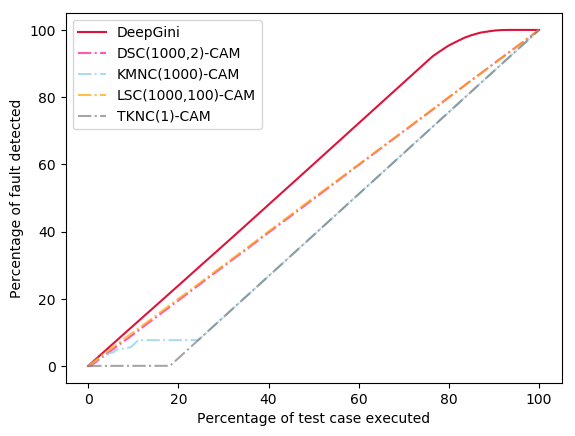 DeepGini
DSC(1000,2)-CAM
KMNC(1000)-CAM
LSC(1000,100)-CAM
TKNC(1)-CAM
Percentage of fault detected
100
80
60
40
20
0
0 20 40 60 80 100
Percentage of test case executed